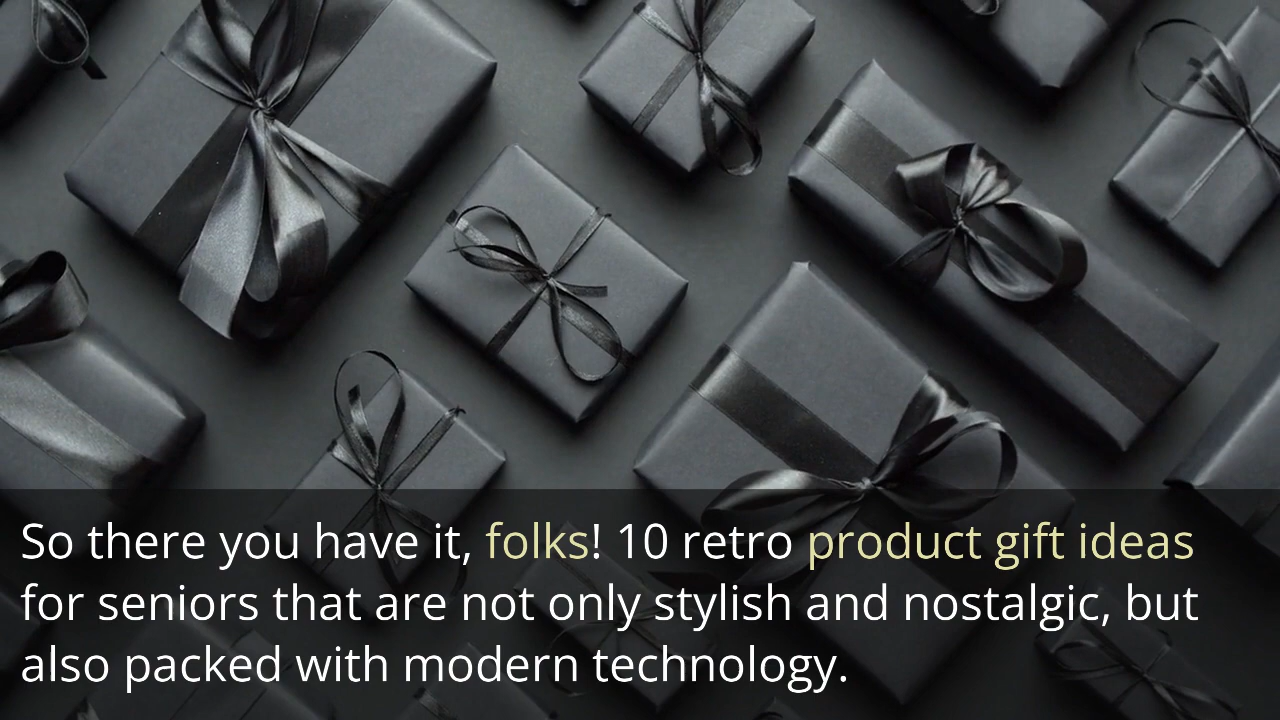 So there you have it, folks! 10 retro product gift ideas
for seniors that are not only stylish and nostalgic, but
also packed with modern technology.